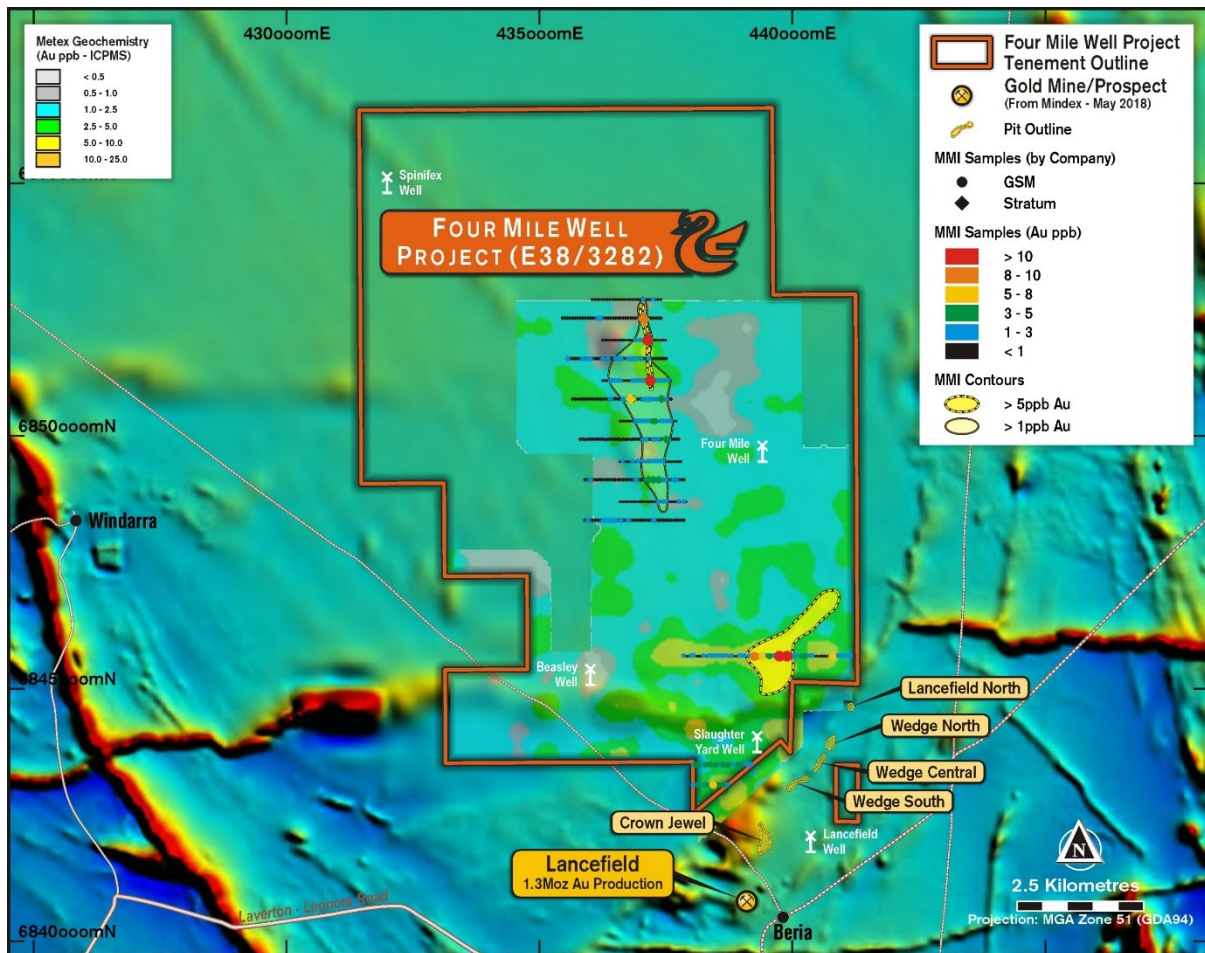 Metex Geochemistry
(Au ppb - ICPMS)
< 0.5
0.5 - 1.0
1.0 - 2.5
2.5 - 5.0
5.0 - 10.0
10.0 - 25.0
430000mE
435000mE
440000mE
Four Mile Well Project
Tenement Outline
Gold Mine/Prospect
(From Mindex - May 2018)
Pit Outline
MMI Samples (by Company)
GSM
Stratum
MMI Samples (Au ppb)
> 10
8 - 10
5 - 8
3 - 5
1 - 3
< 1
MMI Contours
> 5ppb Au
> 1ppb Au
Spinifex
Well
FOUR MILE WELL
PROJECT (E38/3282)
6850000mN
Four Mile
Well
Windarra
Beasley
Well
6845000mN
Lancefield North
Slaughter
Yard Well
Wedge North
Wedge Central
Wedge South
Crown Jewel
Lancefield
Well
Lancefield
1.3Moz Au Production
N
2.5 Kilometres
Projection: MGA Zone 51 (GDA94)
Laverton - Leonora Road
Beria
6840000mN